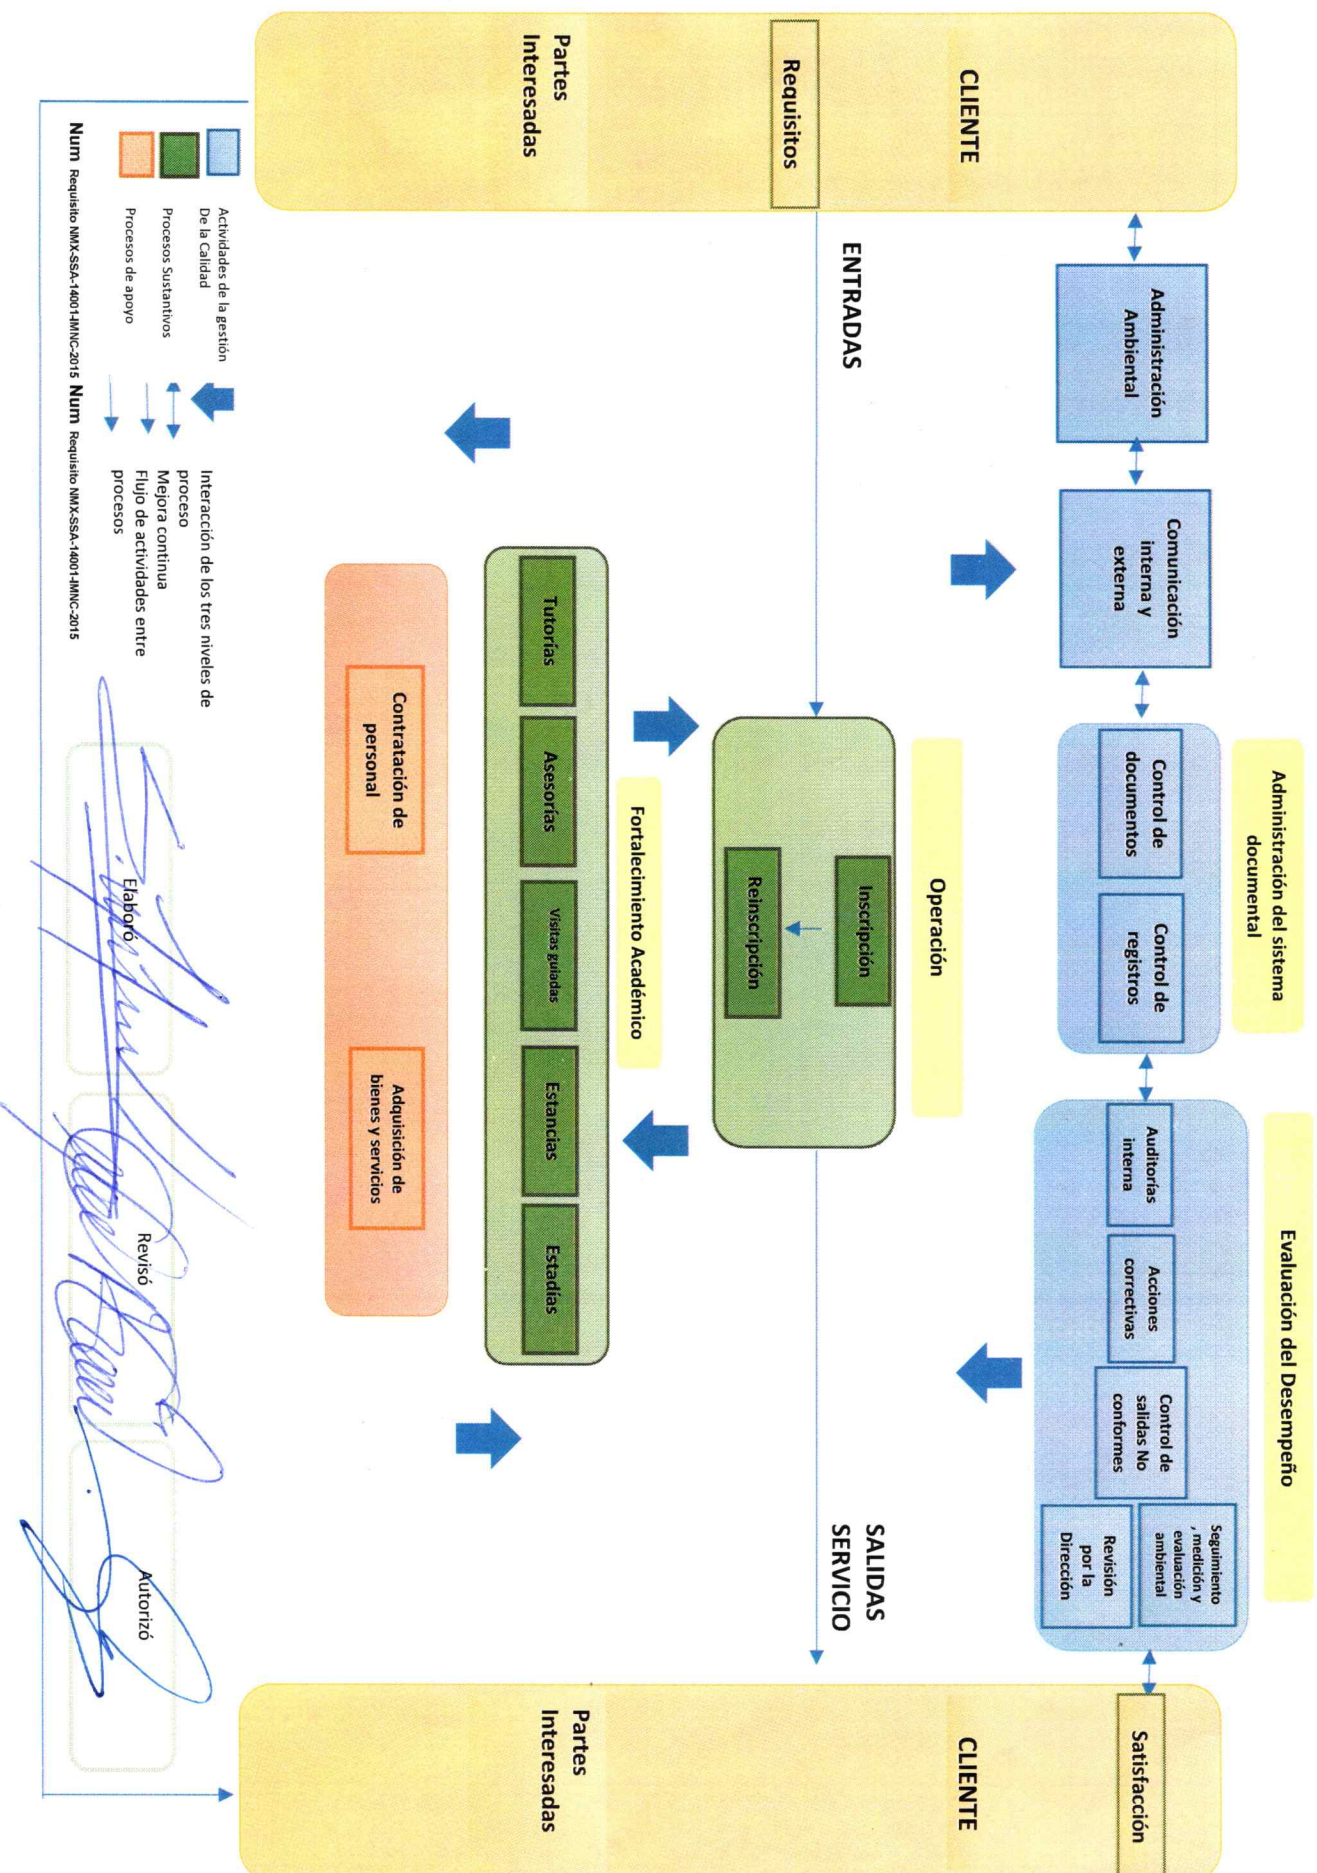 Administración del sistema
documental
Evaluación del Desempeño
CLIENTE
Requisitos
Partes
Interesadas
Administración
Ambiental
Comunicación
interna y
externa
Control de
documentos
Control de
registros
Auditorías
interna
Acciones
correctivas
Control de
salidas No
conformes
Seguimiento
, medición y
evaluación
ambiental
Revisión
por la
Dirección
Satisfacción
CLIENTE
Partes
Interesadas
ENTRADAS
Operación
Inscripción
Reinscripción
SALIDAS
SERVICIO
Fortalecimiento Académico
Tutorías
Asesorías
Visitas guiadas
Estancias
Estadías
Contratación de
personal
Adquisición de
bienes y servicios
Actividades de la gestión
De la Calidad
Procesos Sustantivos
Procesos de apoyo
Interacción de los tres niveles de
proceso
Mejora continua
Flujo de actividades entre
procesos
Num Requisito NMX-SSA-14001-IMNC-2015 Num Requisito NMX-SSA-14001-IMNC-2015
Elaboró
Revisó
Autorizó